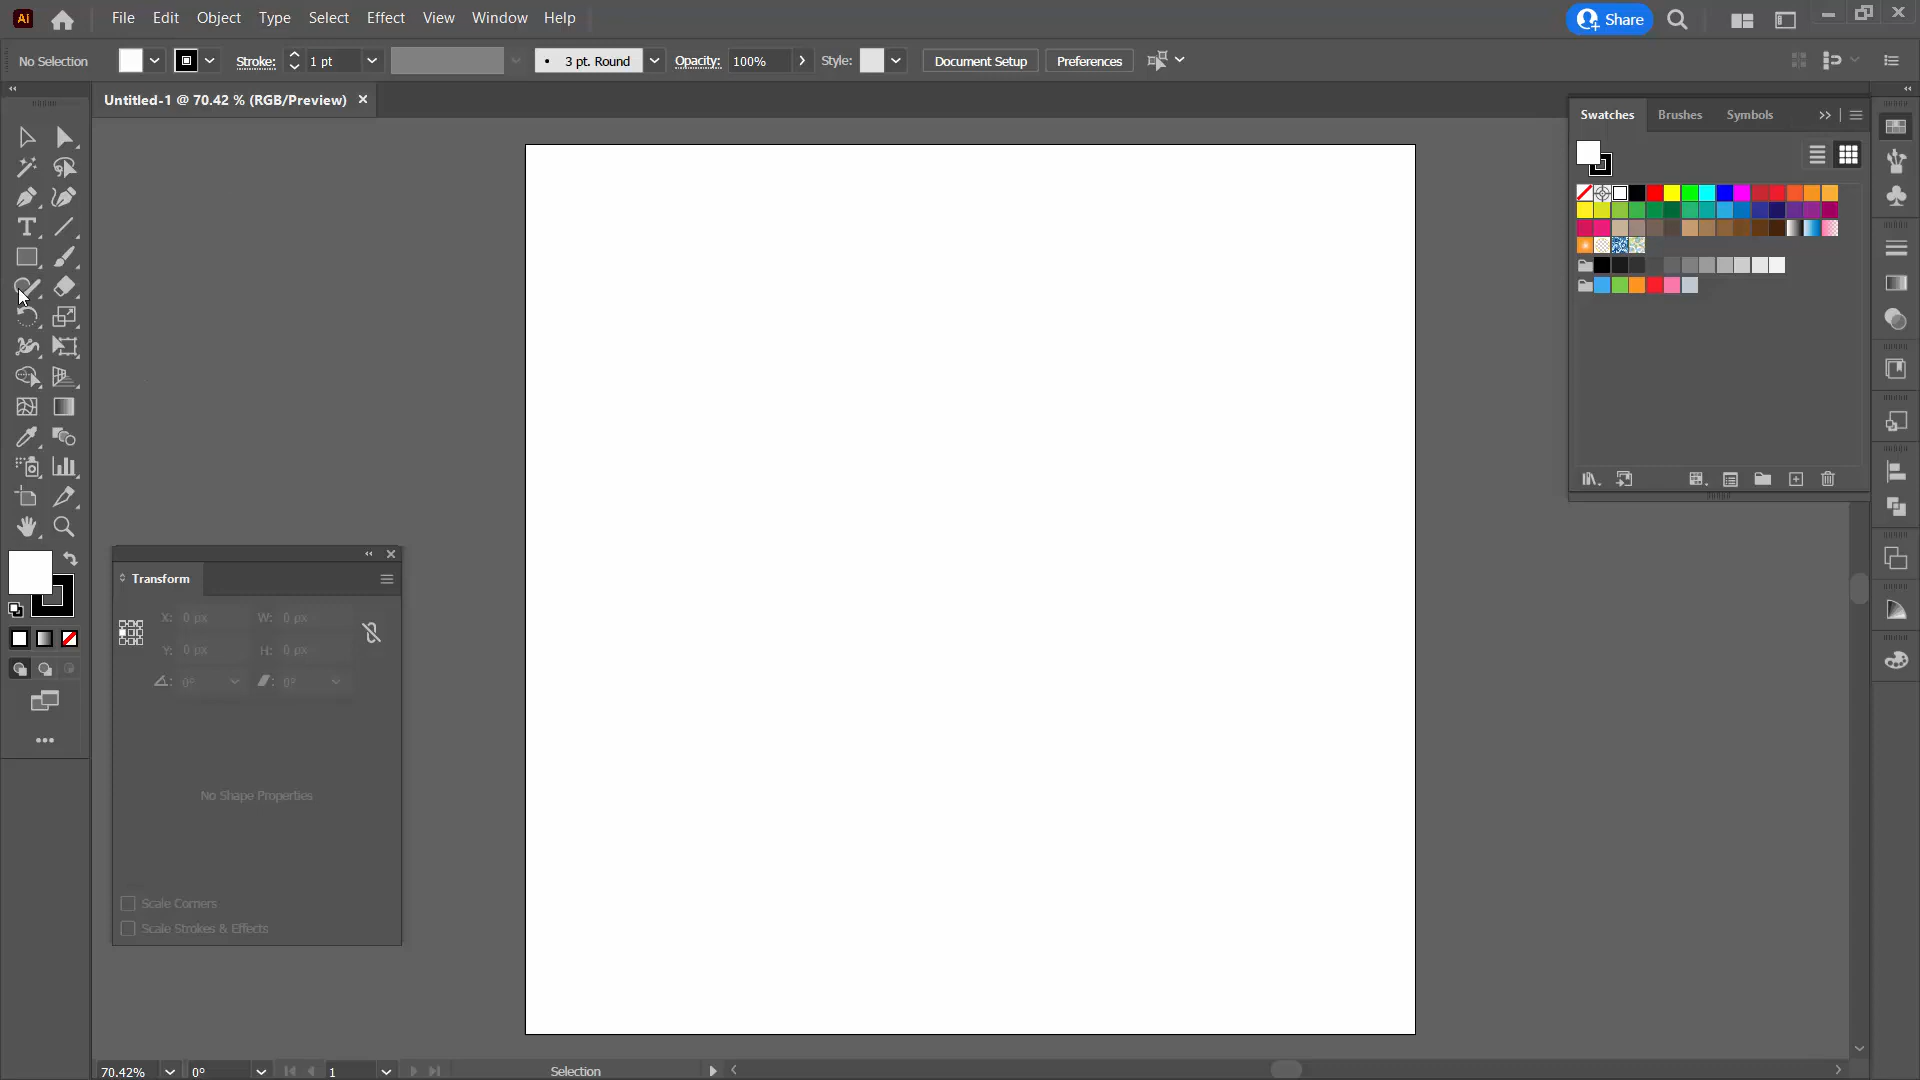 Ai File Edit Object Type Select Effect View Window Help Share
No Selection Stroke: 1 pt 3 pt. Round Opacity: 100% Style: Document Setup Preferences
Untitled-1 @ 70.42 % (RGB/Preview)
Swatches Brushes Symbols
Transform
X: 0 px W: 0 px
Y: 0 px H: 0 px
0° 0°
No Shape Properties
Scale Corners
Scale Strokes & Effects
70.42% 0° 1 Selection